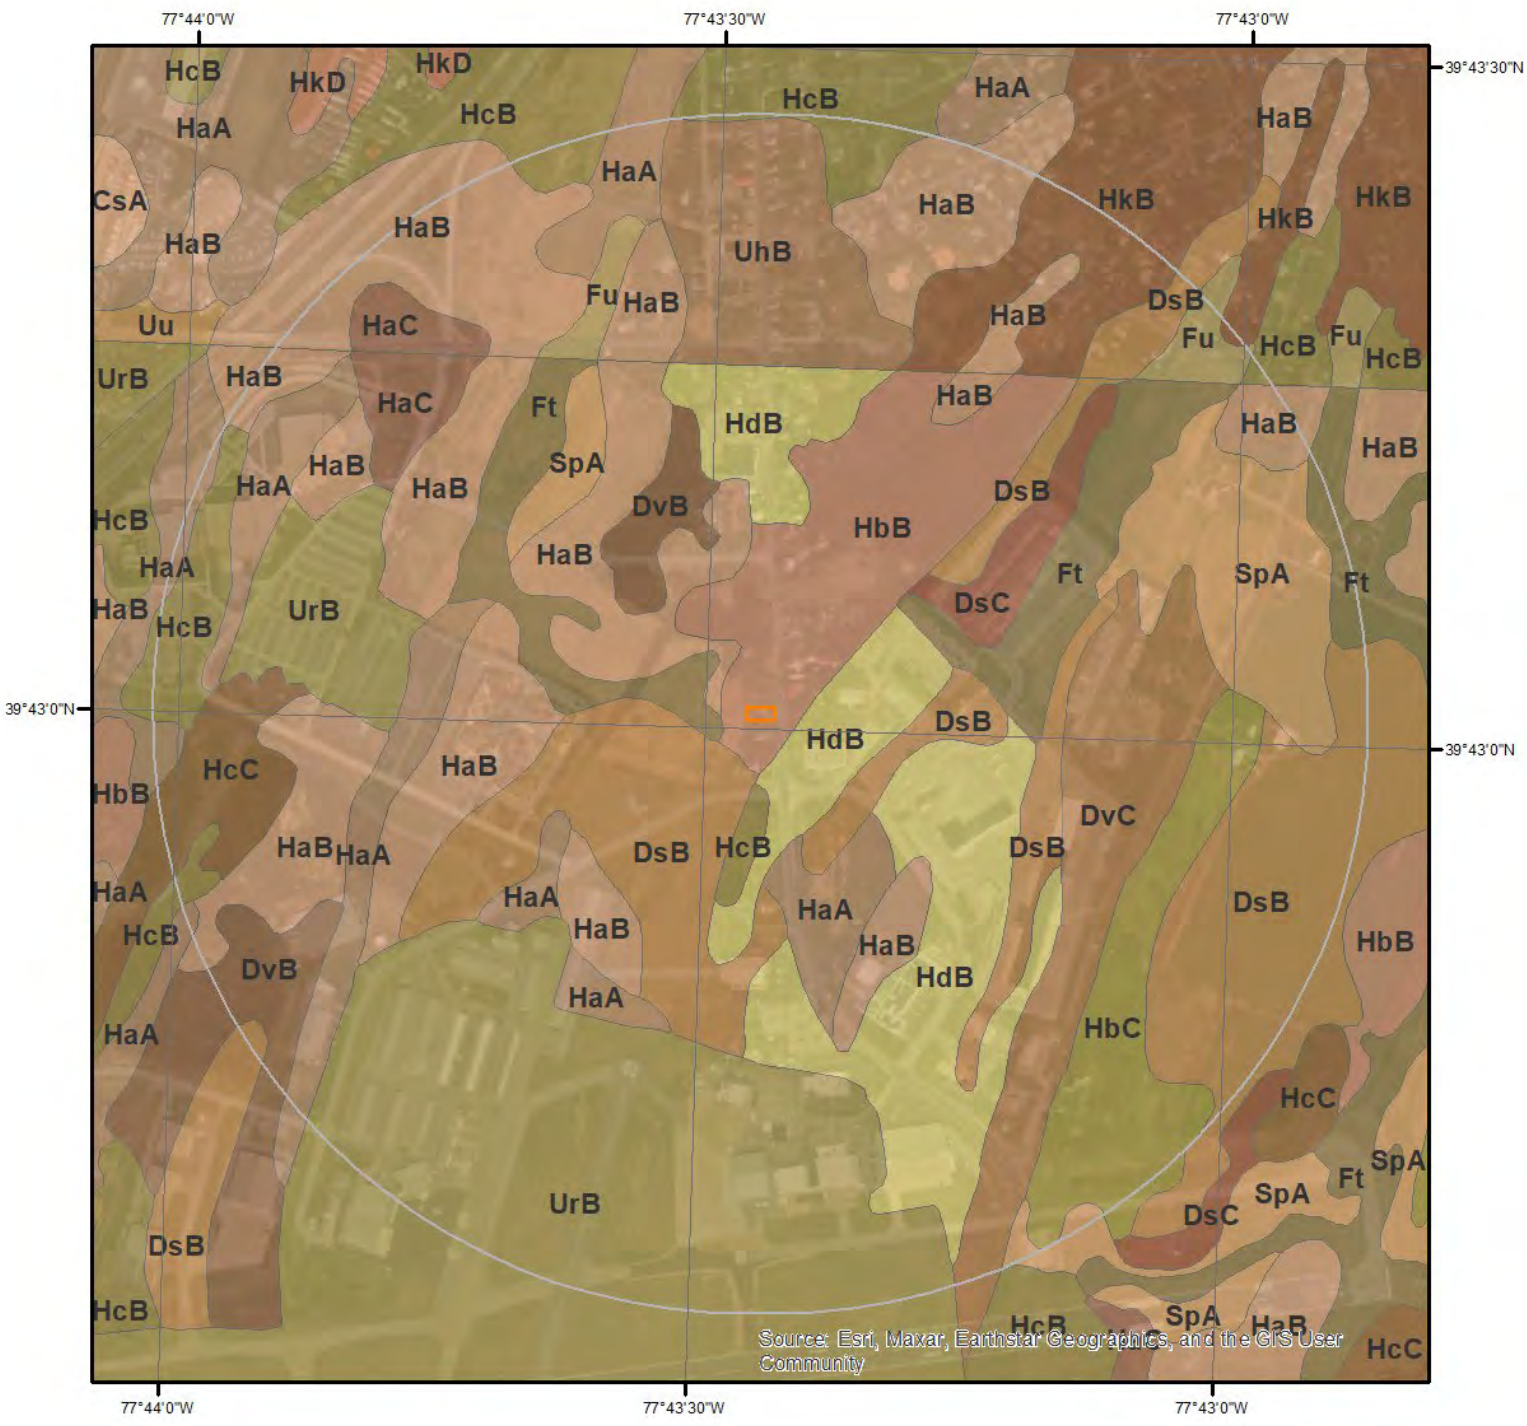 77°44'0"W 77°43'30"W 77°43'0"W
39°43'30"N
HcB HkD HkD HcB HaA HcB HaA HaB
HaA HcB
CsA HaB HaB HaA HaB HkB HkB HkB
UhB
Uu HaC Fu HaB HaB DsB Fu HcB Fu HcB
UrB HaB HaC Ft HdB HaB HaB HaB
HaA HaB HaB SpA DvB HbB DsB
HcB HaA HaB Ft SpA Ft
HaB HcB UrB DsC
39°43'0"N HdB DsB 39°43'0"N
HbB HcC HaB DvC
HaB HaA DsB HcB DsB
HaA HcB HaA HaB HaA HaB DsB HbB
DvB HaA HdB
HaA HbC
HcC
DsB UrB DsC SpA Ft SpA
HcB HcB SpA HaB HcC
Source: Esri, Maxar, Earthstar Geographics, and the GIS User
Community
77°44'0"W 77°43'30"W 77°43'0"W